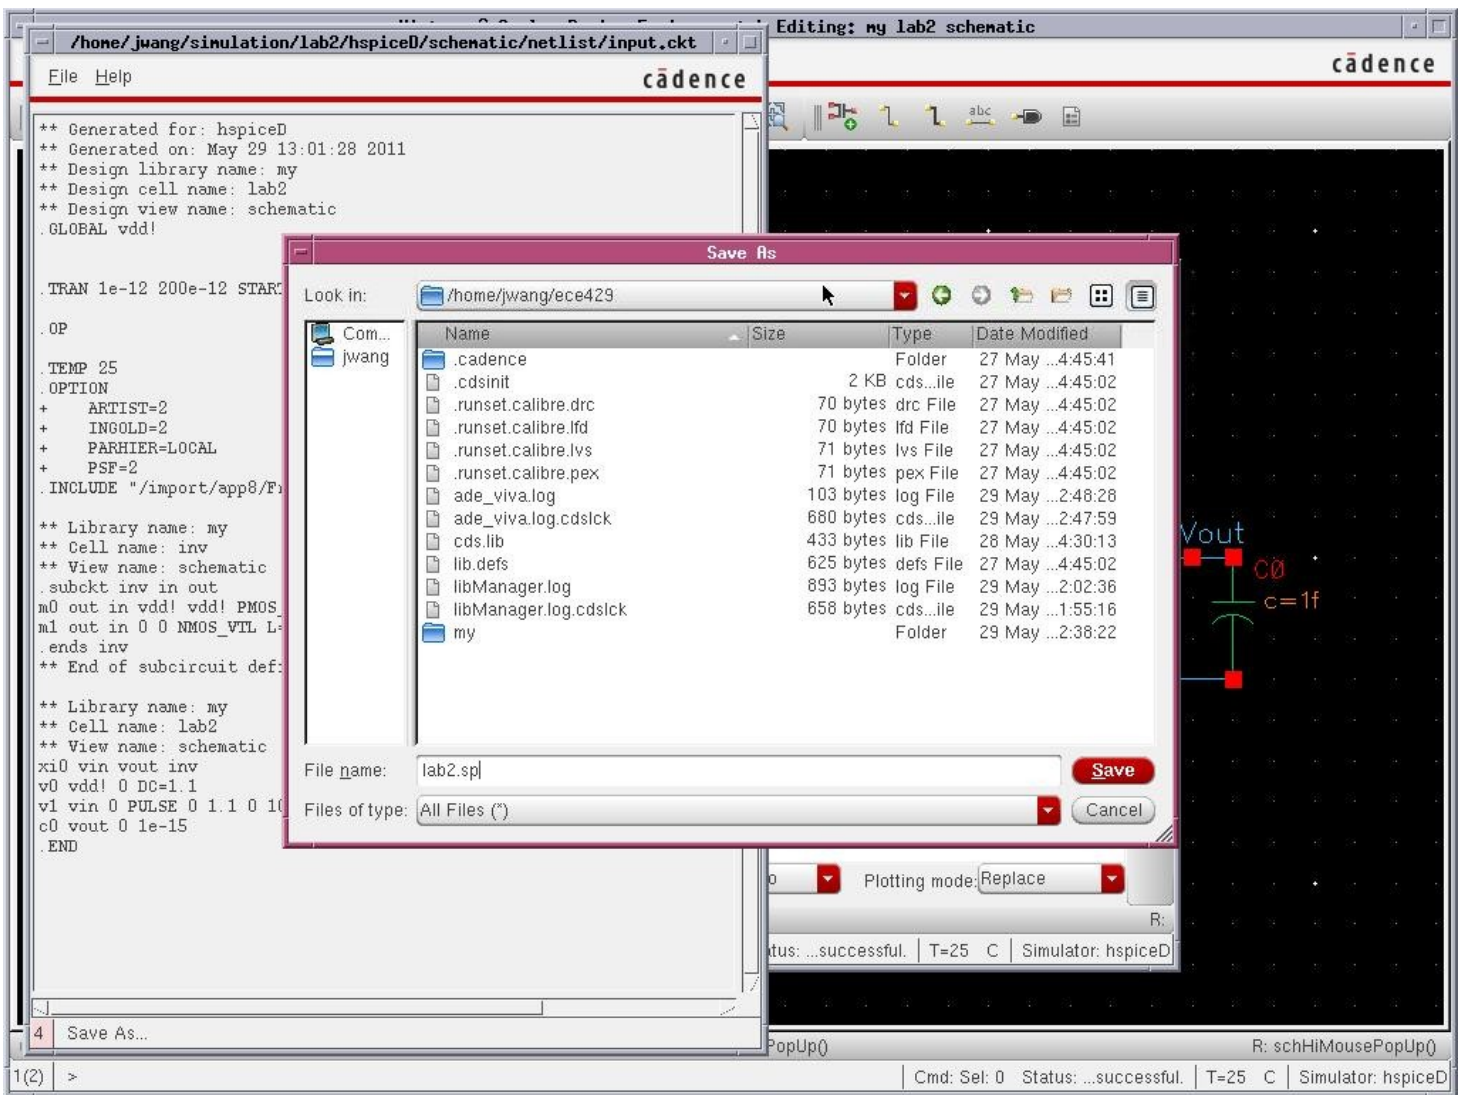 Editing: my lab2 schematic
/home/jwang/simulation/lab2/hspiceD/schematic/netlist/input.ckt
File Help
cādence
cādence
abc
** Generated for: hspiceD
** Generated on: May 29 13:01:28 2011
** Design library name: my
** Design cell name: lab2
** Design view name: schematic
.GLOBAL vdd!
.TRAN 1e-12 200e-12
.OP
.TEMP 25
.OPTION
+ ARTIST=2
+ INGOLD=2
+ PARHIER=LOCAL
+ PSF=2
.INCLUDE "/import/app8/
** Library name: my
** Cell name: inv
** View name: schematic
.subckt inv in out
m0 out in vdd! vdd! PMOS_
m1 out in 0 0 NMOS_VTL L=
.ends inv
** End of subcircuit
** Library name: my
** Cell name: lab2
** View name: schematic
xi0 vin vout inv
v0 vdd! 0 DC=1.1
v1 vin 0 PULSE 0 1.1 0
c0 vout 0 1e-15
.END
Save As
Look in: /home/jwang/ece429
Com...
jwang
Name Size Type Date Modified
.cadence Folder 27 May ...4:45:41
.cdsinit 2 KB cds...ile 27 May ...4:45:02
.runset.calibre.drc 70 bytes drc File 27 May ...4:45:02
.runset.calibre.lfd 70 bytes lfd File 27 May ...4:45:02
.runset.calibre.lvs 71 bytes lvs File 27 May ...4:45:02
.runset.calibre.pex 71 bytes pex File 27 May ...4:45:02
ade_viva.log 103 bytes log File 29 May ...2:48:28
ade_viva.log.cdslck 680 bytes cds...ile 29 May ...2:47:59
cds.lib 433 bytes lib File 28 May ...4:30:13
lib.defs 625 bytes defs File 27 May ...4:45:02
libManager.log 893 bytes log File 29 May ...2:02:36
libManager.log.cdslck 658 bytes cds...ile 29 May ...1:55:16
my Folder 29 May ...2:38:22
File name: lab2.sp
Save
Files of type: All Files (*)
Cancel
Vout
C0
c=1f
Plotting mode: Replace
R:
tus: ...successful. T=25 C Simulator: hspiceD
4 Save As...
PopUp()
R: schHiMousePopUp()
1(2) >
Cmd: Sel: 0 Status: ...successful. T=25 C Simulator: hspiceD